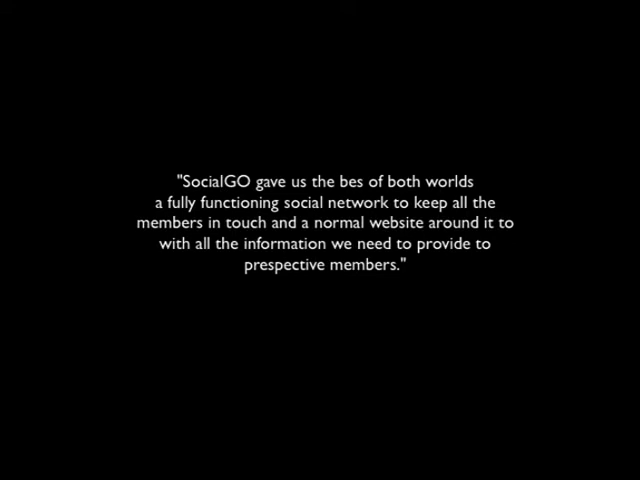 "SocialGO gave us the bes of both worlds
a fully functioning social network to keep all the
members in touch and a normal website around it to
with all the information we need to provide to
prespective members."